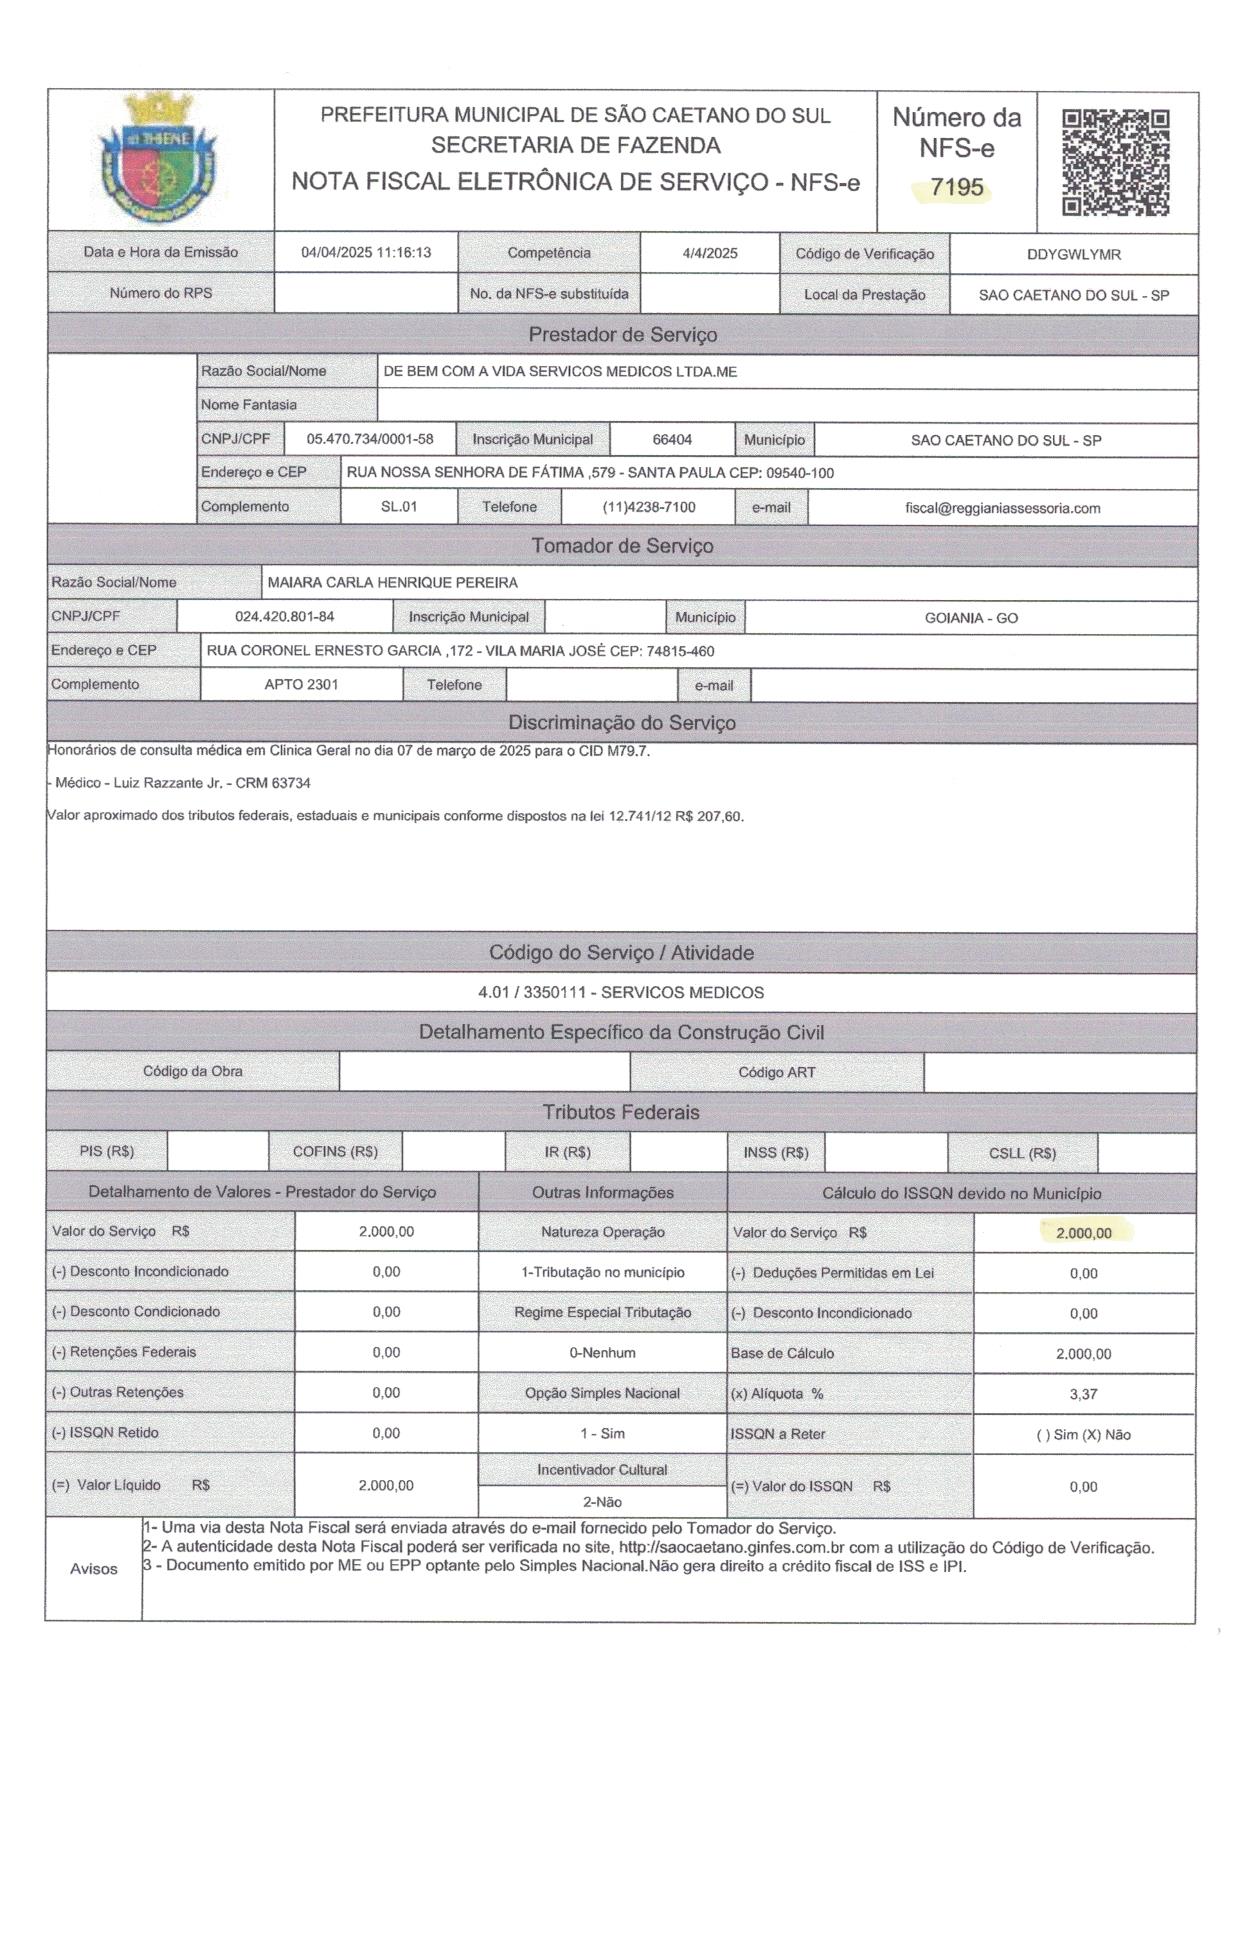 PREFEITURA MUNICIPAL DE SÃO CAETANO DO SUL
SECRETARIA DE FAZENDA
NOTA FISCAL ELETRÔNICA DE SERVIÇO - NFS-e
Número da
NFS-e
7195
Data e Hora da Emissão 04/04/2025 11:16:13 Competência 4/4/2025 Código de Verificação DDYGWLYMR
Número do RPS No. da NFS-e substituída Local da Prestação SAO CAETANO DO SUL - SP
Prestador de Serviço
Razão Social/Nome DE BEM COM A VIDA SERVICOS MEDICOS LTDA.ME
Nome Fantasia
CNPJ/CPF 05.470.734/0001-58 Inscrição Municipal 66404 Município SAO CAETANO DO SUL - SP
Endereço e CEP RUA NOSSA SENHORA DE FÁTIMA ,579 - SANTA PAULA CEP: 09540-100
Complemento SL.01 Telefone (11)4238-7100 e-mail fiscal@reggianiassessoria.com
Tomador de Serviço
Razão Social/Nome MAIARA CARLA HENRIQUE PEREIRA
CNPJ/CPF 024.420.801-84 Inscrição Municipal Município GOIANIA - GO
Endereço e CEP RUA CORONEL ERNESTO GARCIA ,172 - VILA MARIA JOSÉ CEP: 74815-460
Complemento APTO 2301 Telefone e-mail
Discriminação do Serviço
Honorários de consulta médica em Clinica Geral no dia 07 de março de 2025 para o CID M79.7.
- Médico - Luiz Razzante Jr. - CRM 63734
Valor aproximado dos tributos federais, estaduais e municipais conforme dispostos na lei 12.741/12 R$ 207,60.
Código do Serviço / Atividade
4.01 / 3350111 - SERVICOS MEDICOS
Detalhamento Específico da Construção Civil
Código da Obra Código ART
Tributos Federais
PIS (R$) COFINS (R$) IR (R$) INSS (R$) CSLL (R$)
Detalhamento de Valores - Prestador do Serviço Outras Informações Cálculo do ISSQN devido no Município
Valor do Serviço R$ 2.000,00 Natureza Operação Valor do Serviço R$ 2.000,00
(-) Desconto Incondicionado 0,00 1-Tributação no município (-) Deduções Permitidas em Lei 0,00
(-) Desconto Condicionado 0,00 Regime Especial Tributação (-) Desconto Incondicionado 0,00
(-) Retenções Federais 0,00 0-Nenhum Base de Cálculo 2.000,00
(-) Outras Retenções 0,00 Opção Simples Nacional (x) Alíquota % 3,37
(-) ISSQN Retido 0,00 1 - Sim ISSQN a Reter ( ) Sim (X) Não
(=) Valor Líquido R$ 2.000,00 Incentivador Cultural (=) Valor do ISSQN R$ 0,00
2-Não
Avisos
1- Uma via desta Nota Fiscal será enviada através do e-mail fornecido pelo Tomador do Serviço.
2- A autenticidade desta Nota Fiscal poderá ser verificada no site, http://saocaetano.ginfes.com.br com a utilização do Código de Verificação.
3 - Documento emitido por ME ou EPP optante pelo Simples Nacional.Não gera direito a crédito fiscal de ISS e IPI.